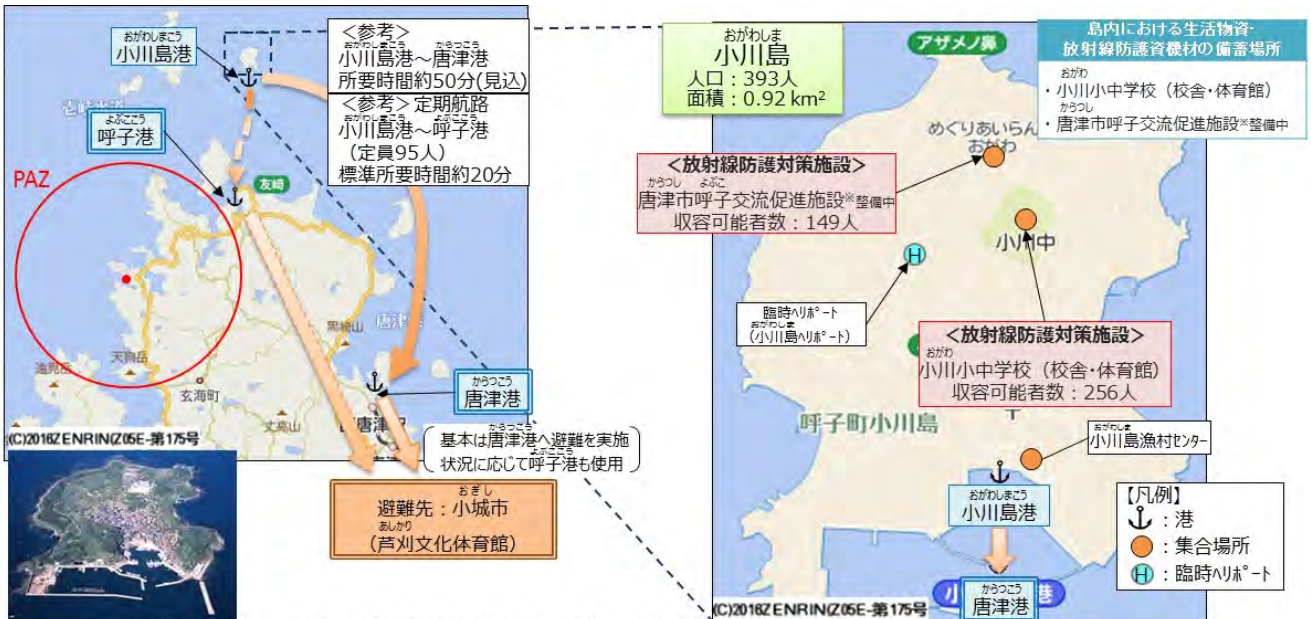 おがわしまこう
小川島港
<参考>
おがわしまこう からつこう
小川島港~唐津港
所要時間約50分(見込)
<参考>定期航路
おがわしまこう よぶここう
小川島港~呼子港
(定員95人)
標準所要時間約20分
よぶここう
呼子港
PAZ
友崎
黒崎山
天狗岳
玄海町
からつこう
唐津港
からつこう
基本は唐津港へ避難を実施
よぶここう
状況に応じて呼子港も使用
おぎし
避難先:小城市
あしかり
(芦刈文化体育館)
(C)2016ZENRIN(Z05E-第175号
おがわしま
小川島
人口:393人
面積:0.92 km²
アザメノ鼻
島内における生活物資・
放射線防護資機材の備蓄場所
おがわ
・小川小中学校(校舎・体育館)
からつし
・唐津市呼子交流促進施設※整備中
めぐりあいらんど
おがわ
<放射線防護対策施設>
からつし よぶこ
唐津市呼子交流促進施設※整備中
収容可能者数:149人
小川中
H
臨時ヘリポート
おがわしま
(小川島ヘリポート)
<放射線防護対策施設>
おがわ
小川小中学校(校舎・体育館)
収容可能者数:256人
呼子町小川島
おがわしま
小川島漁村センター
おがわしまこう
小川島港
からつこう
唐津港
【凡例】
:港
:集合場所
H:臨時ヘリポート
(C)2016ZENRIN(Z05E-第175号